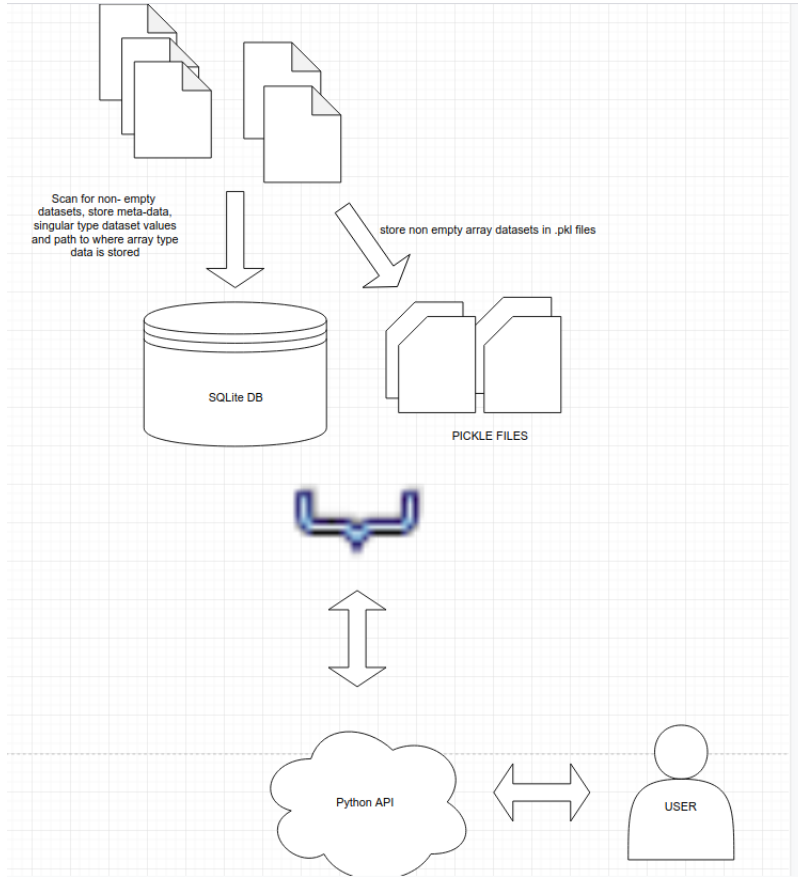 Scan for non- empty
datasets, store meta-data,
singular type dataset values
and path to where array type
data is stored
store non empty array datasets in .pkl files
SQLite DB
PICKLE FILES
Python API
USER